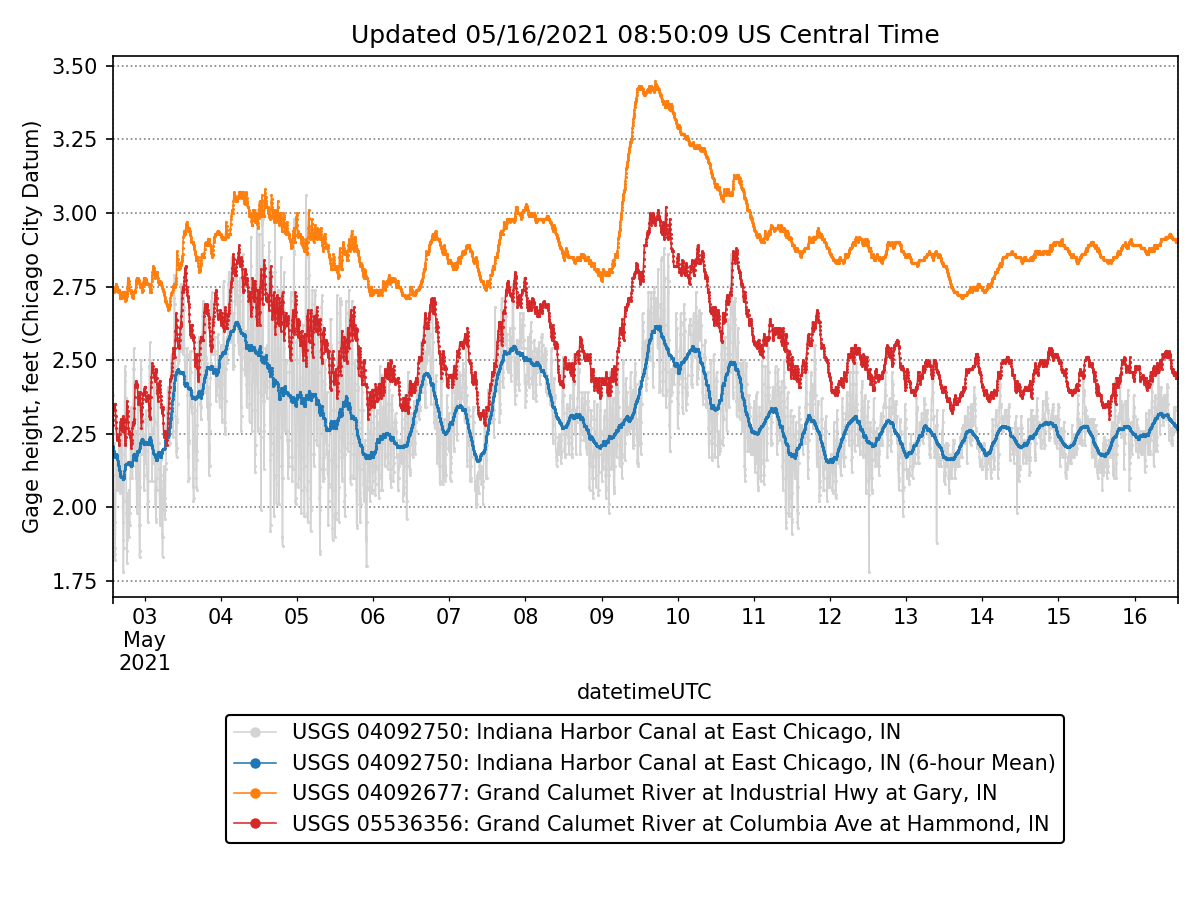 Updated 05/16/2021 08:50:09 US Central Time
Gage height, feet (Chicago City Datum)
3.50
3.25
3.00
2.75
2.50
2.25
2.00
1.75
03 04 05 06 07 08 09 10 11 12 13 14 15 16
May
2021
datetimeUTC
USGS 04092750: Indiana Harbor Canal at East Chicago, IN
USGS 04092750: Indiana Harbor Canal at East Chicago, IN (6-hour Mean)
USGS 04092677: Grand Calumet River at Industrial Hwy at Gary, IN
USGS 05536356: Grand Calumet River at Columbia Ave at Hammond, IN